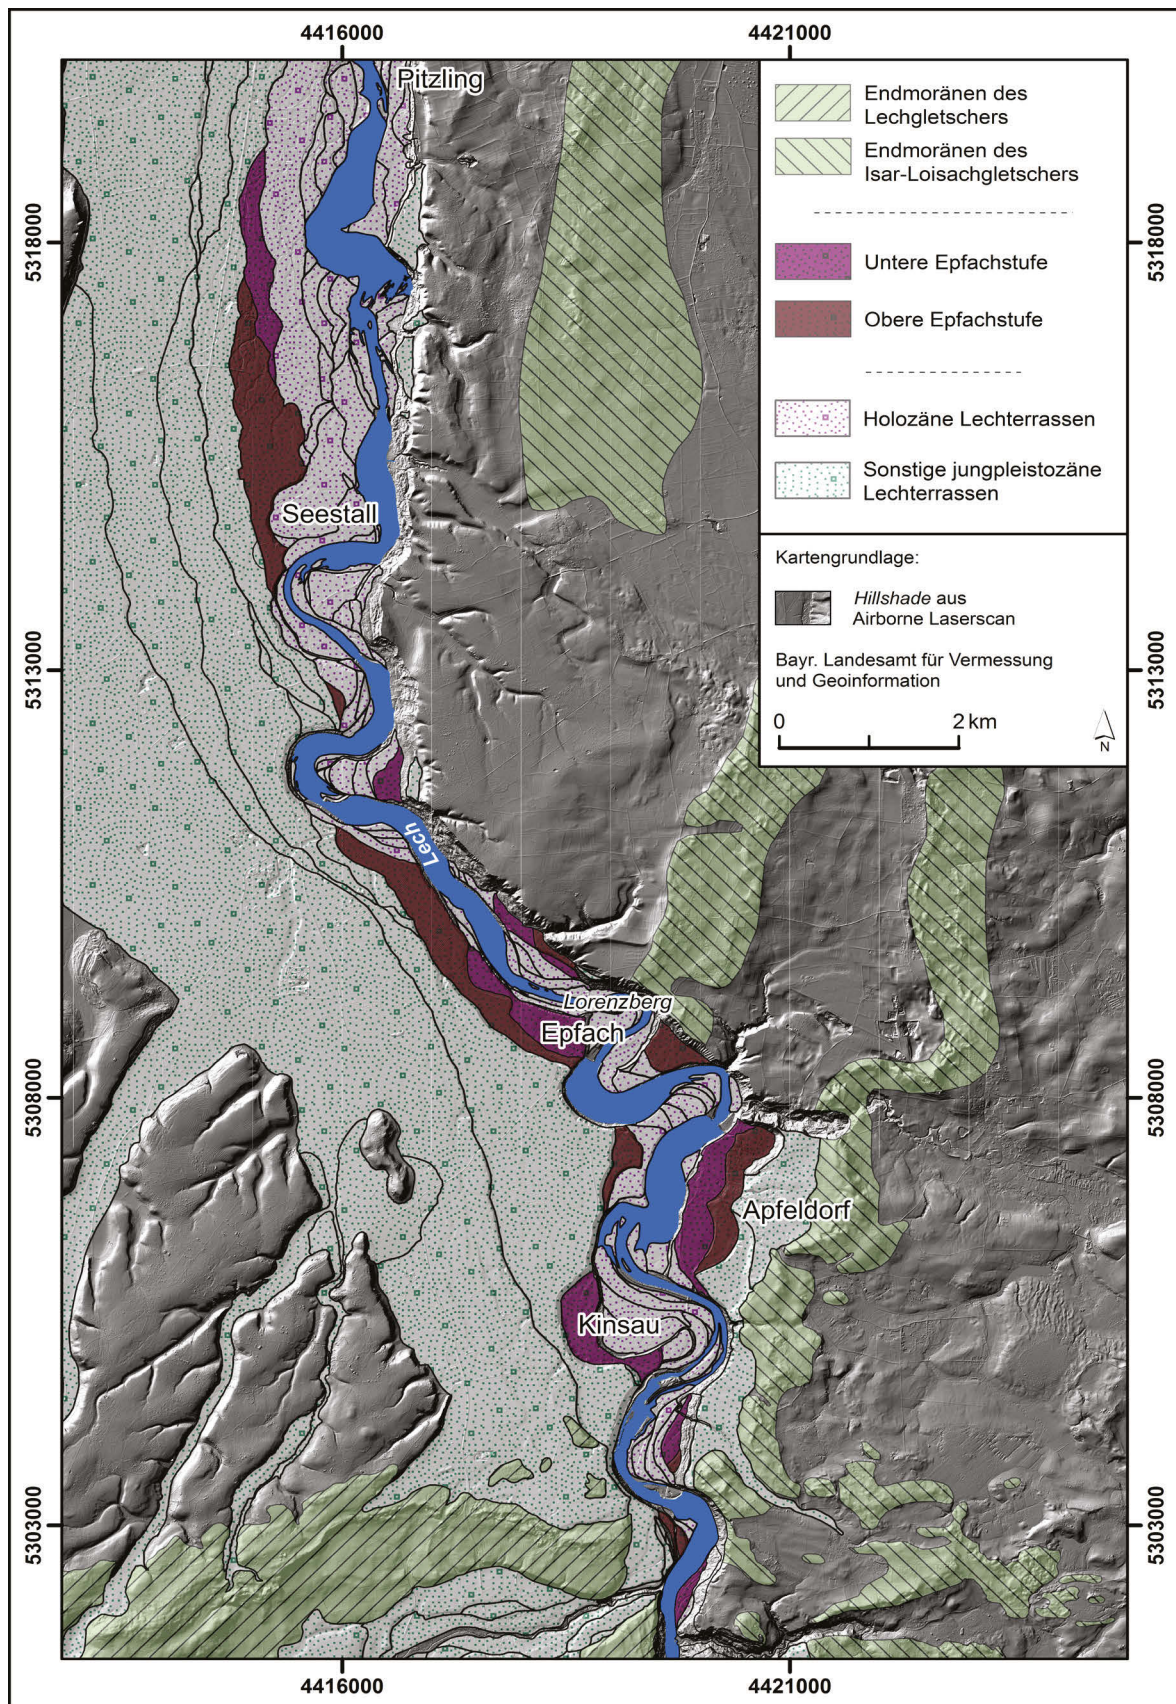 4416000
4421000
Pitzling
Endmoränen des
Lechgletschers
Endmoränen des
Isar-Loisachgletschers
5318000
5318000
Untere Epfachstufe
Obere Epfachstufe
Holozäne Lechterrassen
Sonstige jungpleistozäne
Lechterrassen
Seestall
Kartengrundlage:
Hillshade aus
Airborne Laserscan
Bayr. Landesamt für Vermessung
und Geoinformation
0
2 km
N
5313000
5313000
Lech
Lorenzberg
Epfach
5308000
5308000
Apfeldorf
Kinsau
5303000
5303000
4416000
4421000